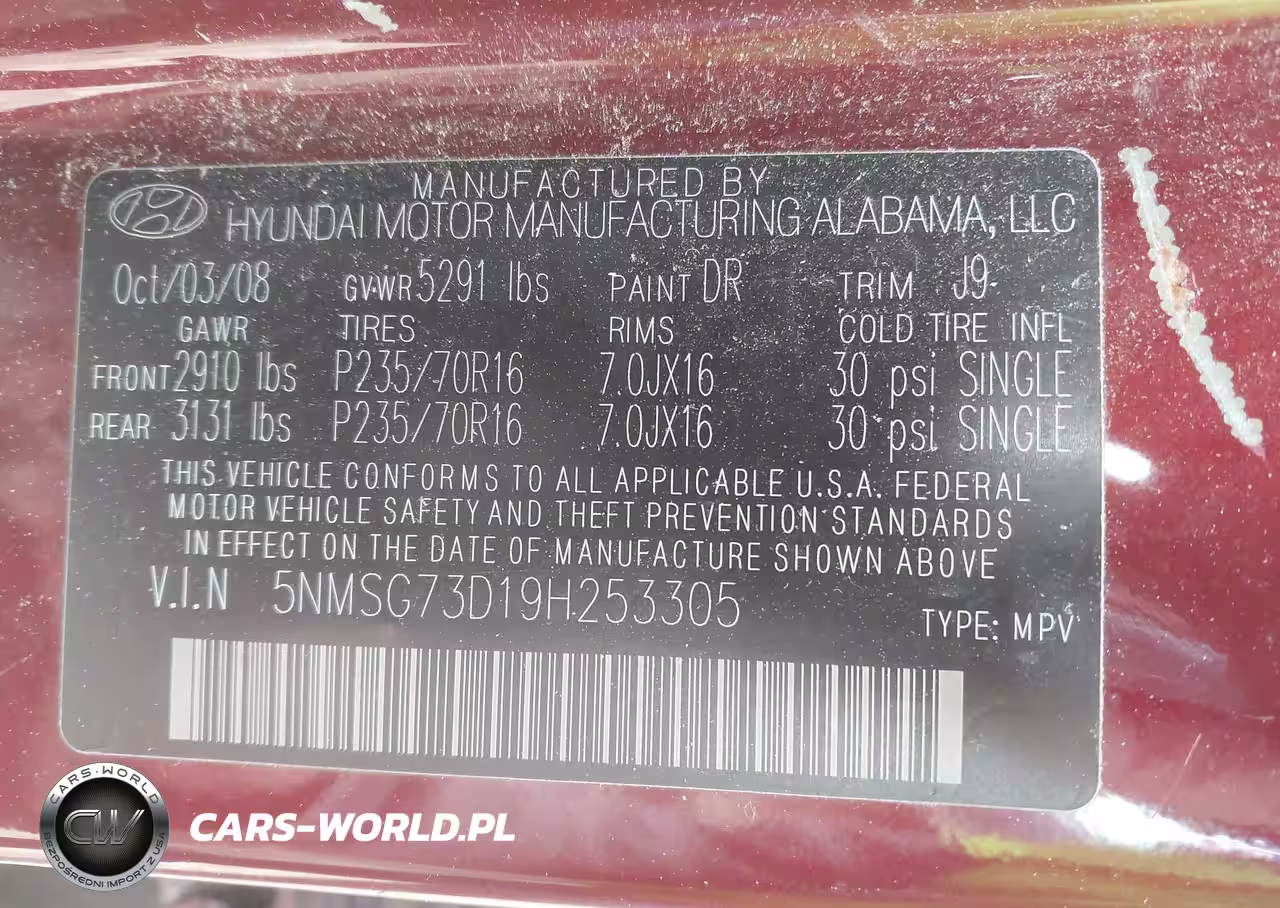 MANUFACTURED BY
HYUNDAI MOTOR MANUFACTURING ALABAMA, LLC
Oct/03/08 GVWR 5291 lbs PAINT DR TRIM J9
GAWR TIRES RIMS COLD TIRE INFL
FRONT 2910 lbs P235/70R16 7.0JX16 30 psi SINGLE
REAR 3131 lbs P235/70R16 7.0JX16 30 psi SINGLE
THIS VEHICLE CONFORMS TO ALL APPLICABLE U.S.A. FEDERAL
MOTOR VEHICLE SAFETY AND THEFT PREVENTION STANDARDS
IN EFFECT ON THE DATE OF MANUFACTURE SHOWN ABOVE
V.I.N 5NMSG73D19H253305
TYPE: MPV
CARS-WORLD
CW
BEZPOŚREDNI IMPORT Z USA
CARS-WORLD.PL